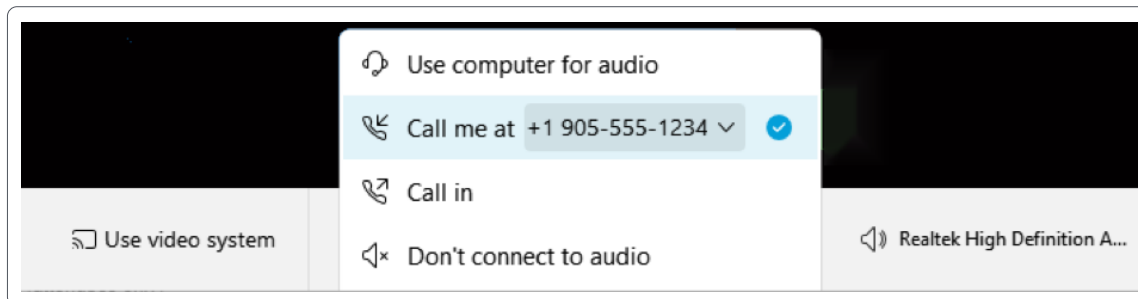 Use computer for audio
Call me at +1 905-555-1234
Call in
Use video system
Don't connect to audio
Realtek High Definition A...